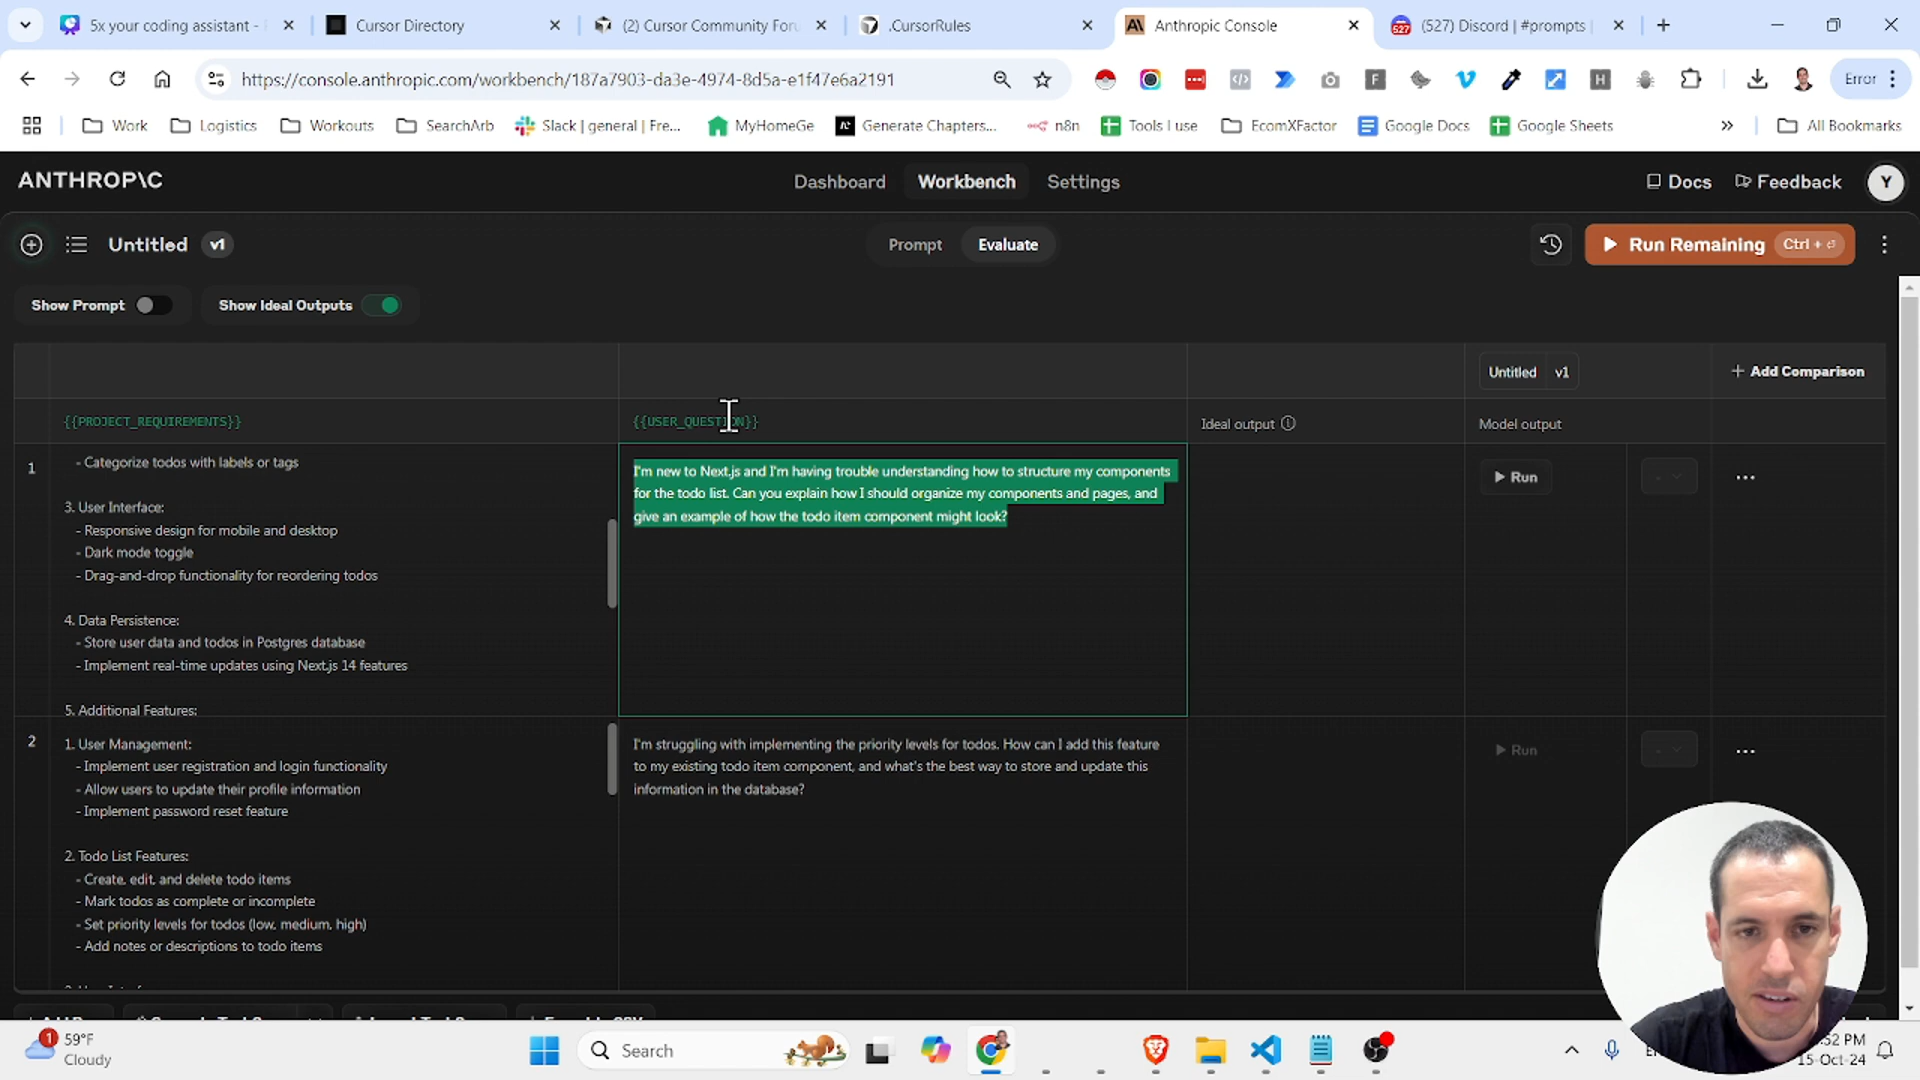 5x your coding assistant -
Cursor Directory
(2) Cursor Community For
.CursorRules
Anthropic Console
(527) Discord | #prompts |
https://console.anthropic.com/workbench/187a7903-da3e-4974-8d5a-e1f47e6a2191
Error
Work
Logistics
Workouts
SearchArb
Slack | general | Fre...
MyHomeGe
Generate Chapters...
n8n
Tools I use
EcomXFactor
Google Docs
Google Sheets
All Bookmarks
ANTHROP\C
Dashboard
Workbench
Settings
Docs
Feedback
Y
Untitled
v1
Prompt
Evaluate
Run Remaining
Ctrl +
Show Prompt
Show Ideal Outputs
Untitled v1
+ Add Comparison
{{PROJECT_REQUIREMENTS}}
{{USER_QUESTION}}
Ideal output
Model output
1
- Categorize todos with labels or tags
3. User Interface:
- Responsive design for mobile and desktop
- Dark mode toggle
- Drag-and-drop functionality for reordering todos
4. Data Persistence:
- Store user data and todos in Postgres database
- Implement real-time updates using Next.js 14 features
5. Additional Features:
I'm new to Next.js and I'm having trouble understanding how to structure my components
for the todo list. Can you explain how I should organize my components and pages, and
give an example of how the todo item component might look?
Run
2
1. User Management:
- Implement user registration and login functionality
- Allow users to update their profile information
- Implement password reset feature
2. Todo List Features:
- Create, edit, and delete todo items
- Mark todos as complete or incomplete
- Set priority levels for todos (low, medium, high)
- Add notes or descriptions to todo items
I'm struggling with implementing the priority levels for todos. How can I add this feature
to my existing todo item component, and what's the best way to store and update this
information in the database?
Run
1
59°F
Cloudy
Search
:52 PM
15-Oct-24